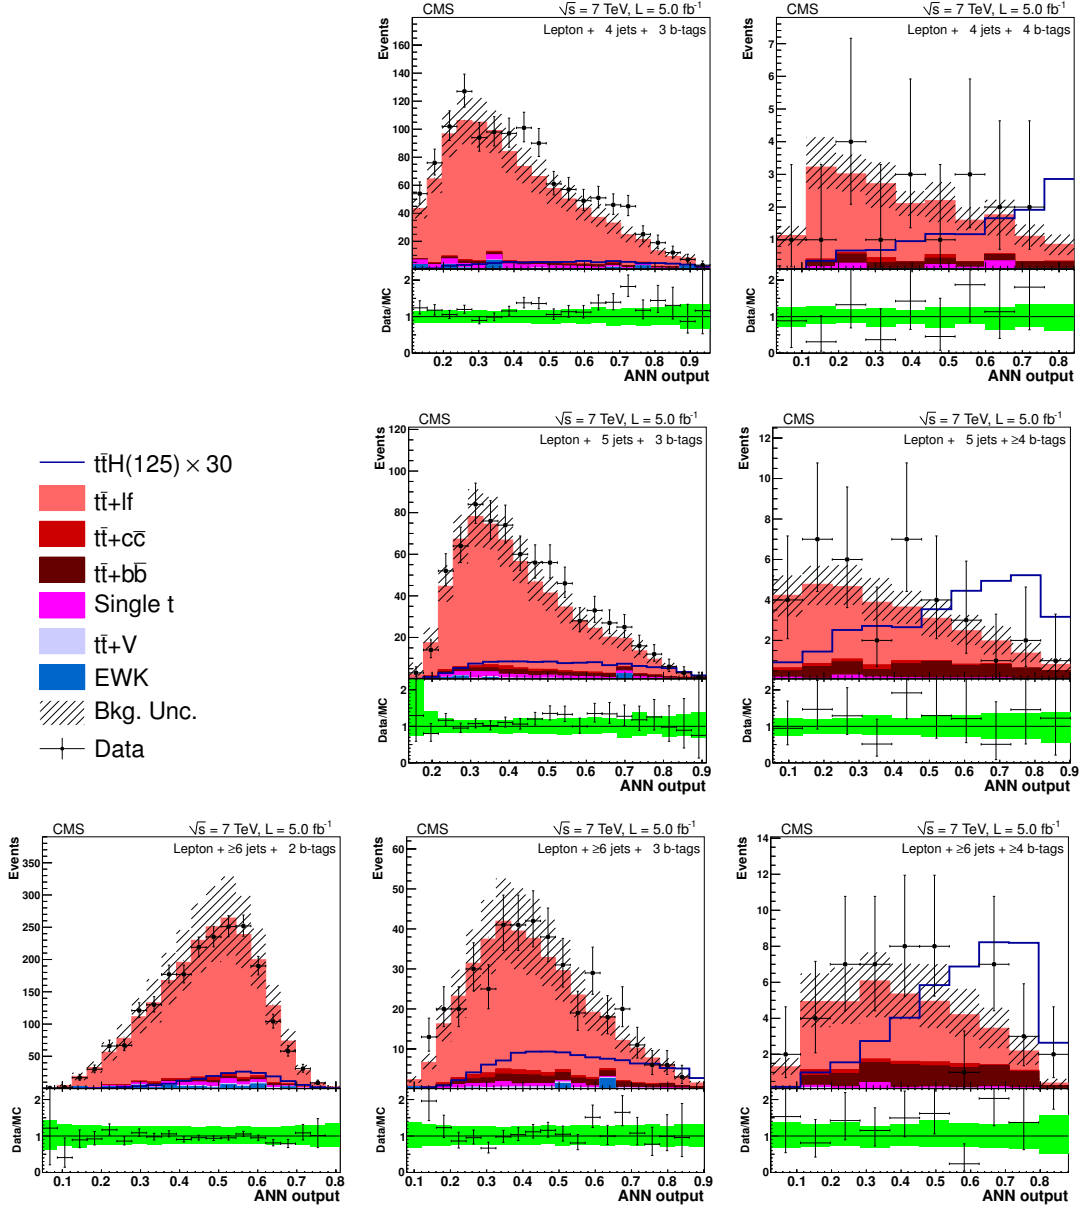 CMS √s = 7 TeV, L = 5.0 fb⁻¹
Lepton + 4 jets + 3 b-tags
Events
160
140
120
100
80
60
40
20
Data/MC
2
1
0
0.2 0.3 0.4 0.5 0.6 0.7 0.8 0.9
ANN output
CMS √s = 7 TeV, L = 5.0 fb⁻¹
Lepton + 4 jets + 4 b-tags
Events
7
6
5
4
3
2
1
Data/MC
2
1
0
0.1 0.2 0.3 0.4 0.5 0.6 0.7 0.8
ANN output
tt̄H(125) × 30
tt̄+lf
tt̄+cc̄
tt̄+bb̄
Single t
tt̄+V
EWK
Bkg. Unc.
Data
CMS √s = 7 TeV, L = 5.0 fb⁻¹
Lepton + 5 jets + 3 b-tags
Events
120
100
80
60
40
20
Data/MC
2
1
0
0.2 0.3 0.4 0.5 0.6 0.7 0.8 0.9
ANN output
CMS √s = 7 TeV, L = 5.0 fb⁻¹
Lepton + 5 jets + ≥4 b-tags
Events
12
10
8
6
4
2
Data/MC
2
1
0
0.1 0.2 0.3 0.4 0.5 0.6 0.7 0.8 0.9
ANN output
CMS √s = 7 TeV, L = 5.0 fb⁻¹
Lepton + ≥6 jets + 2 b-tags
Events
350
300
250
200
150
100
50
Data/MC
2
1
0
0.1 0.2 0.3 0.4 0.5 0.6 0.7 0.8
ANN output
CMS √s = 7 TeV, L = 5.0 fb⁻¹
Lepton + ≥6 jets + 3 b-tags
Events
60
50
40
30
20
10
Data/MC
2
1
0
0.1 0.2 0.3 0.4 0.5 0.6 0.7 0.8 0.9
ANN output
CMS √s = 7 TeV, L = 5.0 fb⁻¹
Lepton + ≥6 jets + ≥4 b-tags
Events
14
12
10
8
6
4
2
Data/MC
2
1
0
0.1 0.2 0.3 0.4 0.5 0.6 0.7 0.8
ANN output